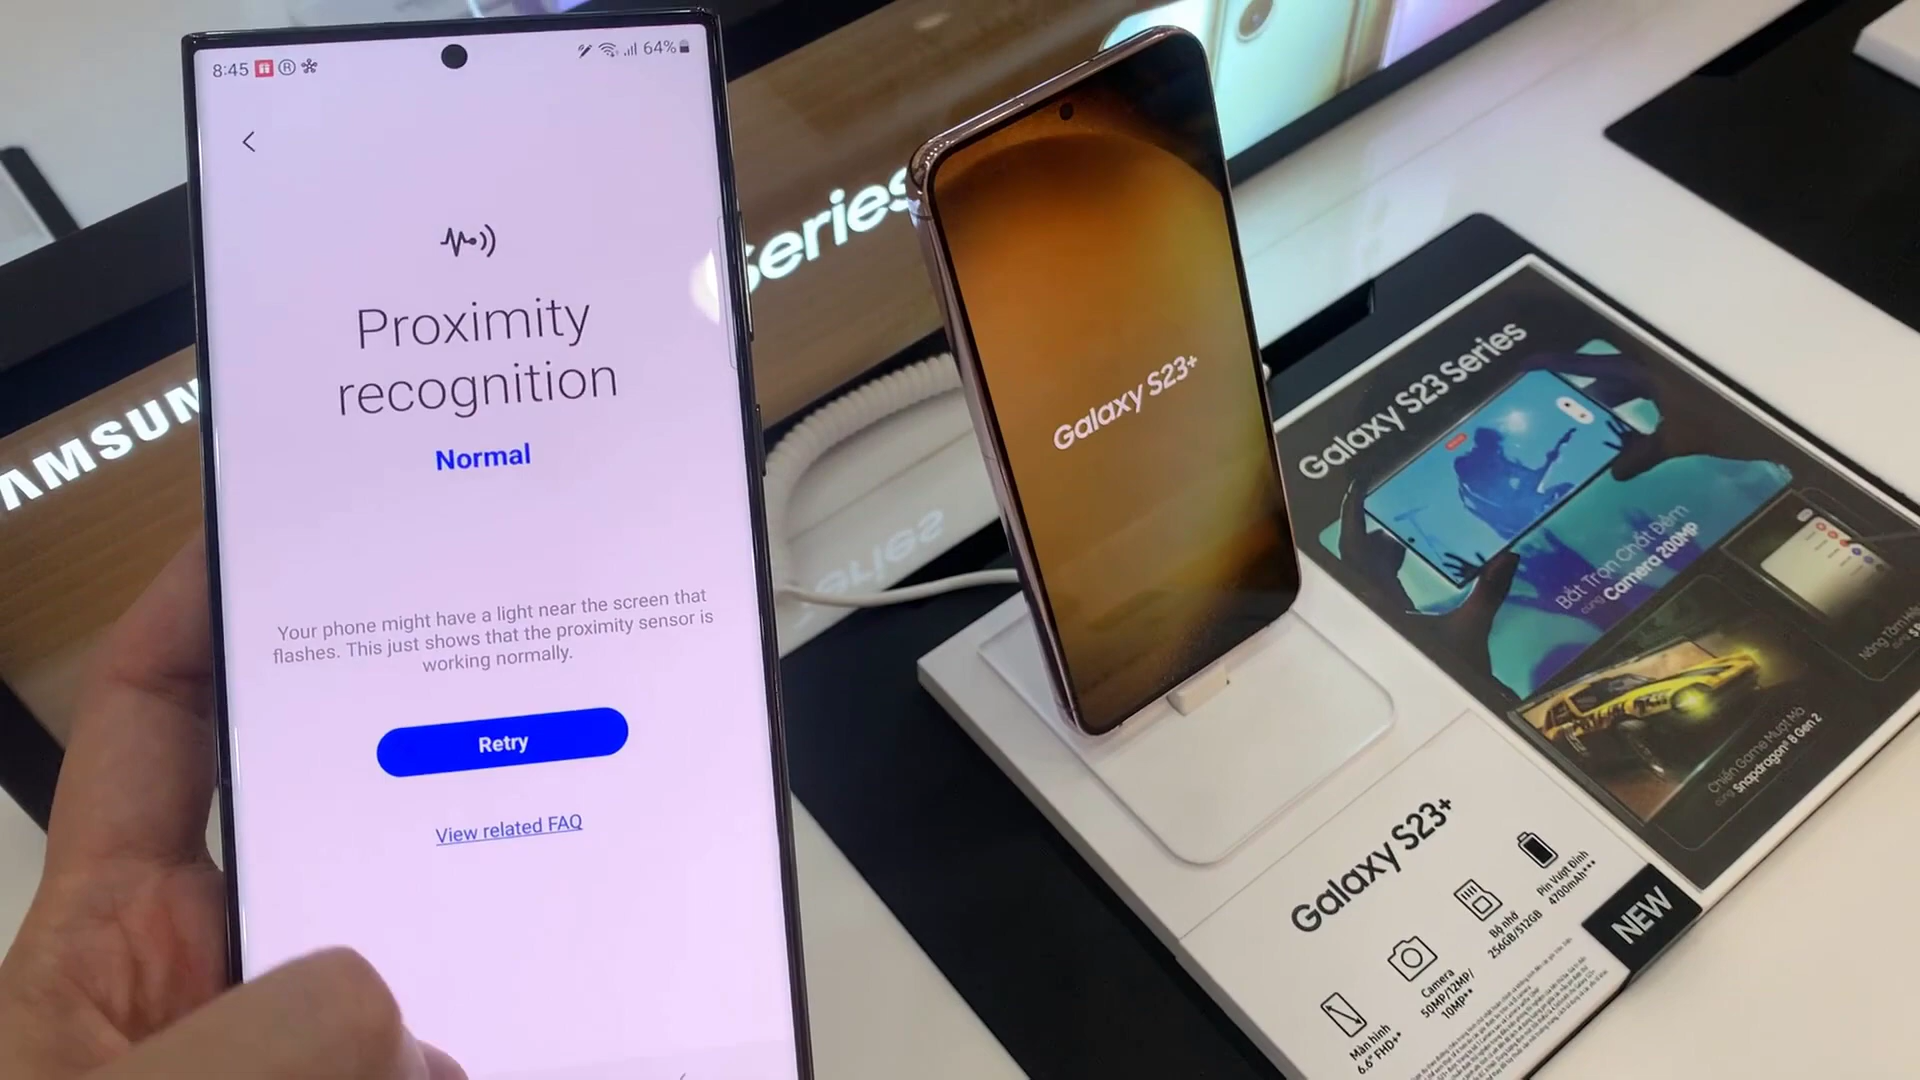 8:45
64%
Proximity
recognition
Normal
Your phone might have a light near the screen that
flashes. This just shows that the proximity sensor is
working normally.
Retry
View related FAQ
AMSUN
Series
Galaxy S23+
Galaxy S23 Series
Bắt Trọn Chất Đêm
cùng Camera 200MP
Chiến Game Mượt Mà
cùng Snapdragon® 8 Gen 2
Galaxy S23+
Màn hình
6.6" FHD+*
Camera
50MP/12MP/
10MP**
Bộ nhớ
256GB/512GB
Pin Vượt Đỉnh
4700mAh***
NEW